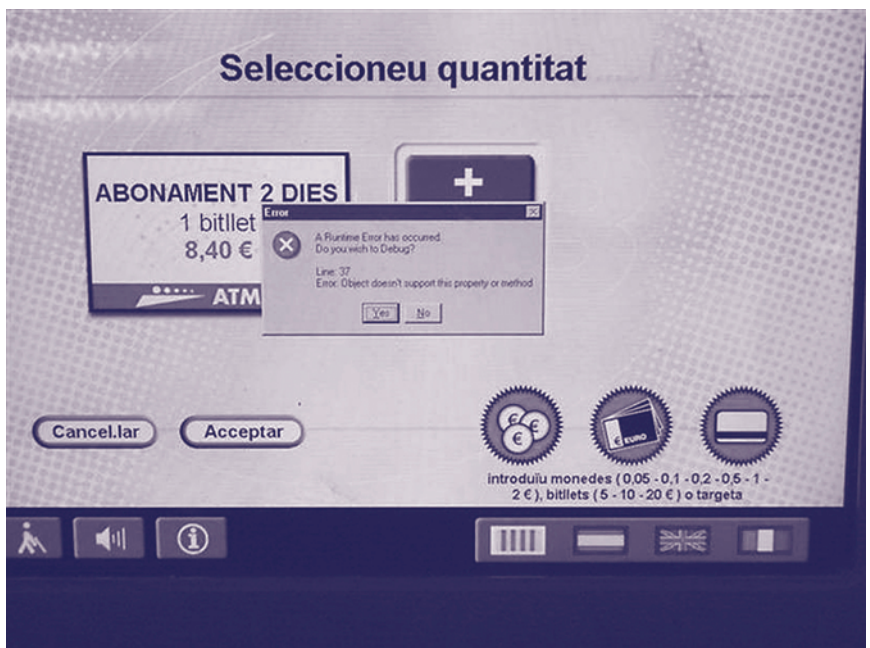 Seleccioneu quantitat
ABONAMENT 2 DIES
1 bitllet
8,40 €
ATM
+
Error
A Runtime Error has occurred.
Do you wish to Debug?
Line: 37
Error: Object doesn't support this property or method
Yes
No
Cancel.lar
Acceptar
€ EURO
introduïu monedes ( 0,05 - 0,1 - 0,2 - 0,5 - 1 -
2 € ), bitllets ( 5 - 10 - 20 € ) o targeta